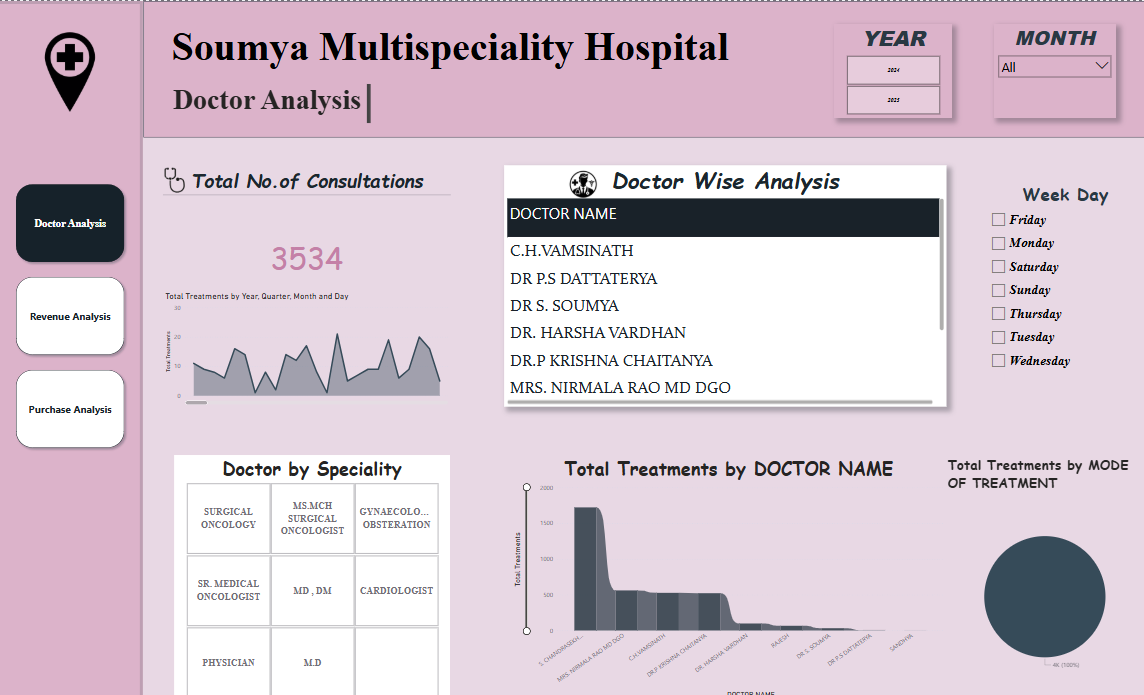 Soumya Multispeciality Hospital
Doctor Analysis
YEAR
2024
2025
MONTH
All
Doctor Analysis
Revenue Analysis
Purchase Analysis
Total No.of Consultations
3534
Total Treatments by Year, Quarter, Month and Day
Total Treatments
30
20
10
0
Doctor Wise Analysis
DOCTOR NAME
C.H.VAMSINATH
DR P.S DATTATERYA
DR S. SOUMYA
DR. HARSHA VARDHAN
DR.P KRISHNA CHAITANYA
MRS. NIRMALA RAO MD DGO
Week Day
Friday
Monday
Saturday
Sunday
Thursday
Tuesday
Wednesday
Doctor by Speciality
SURGICAL
ONCOLOGY
MS.MCH
SURGICAL
ONCOLOGIST
GYNAECOLO...
OBSTERATION
SR. MEDICAL
ONCOLOGIST
MD , DM
CARDIOLOGIST
PHYSICIAN
M.D
Total Treatments by DOCTOR NAME
Total Treatments
2000
1500
1000
500
0
S. CHANDRASEKH...
MRS. NIRMALA RAO MD DGO
C.H.VAMSINATH
DR.P KRISHNA CHAITANYA
DR. HARSHA VARDHAN
RAJESH
DR S. SOUMYA
DR P.S DATTATERYA
SANDHYA
DOCTOR NAME
Total Treatments by MODE
OF TREATMENT
4K (100%)